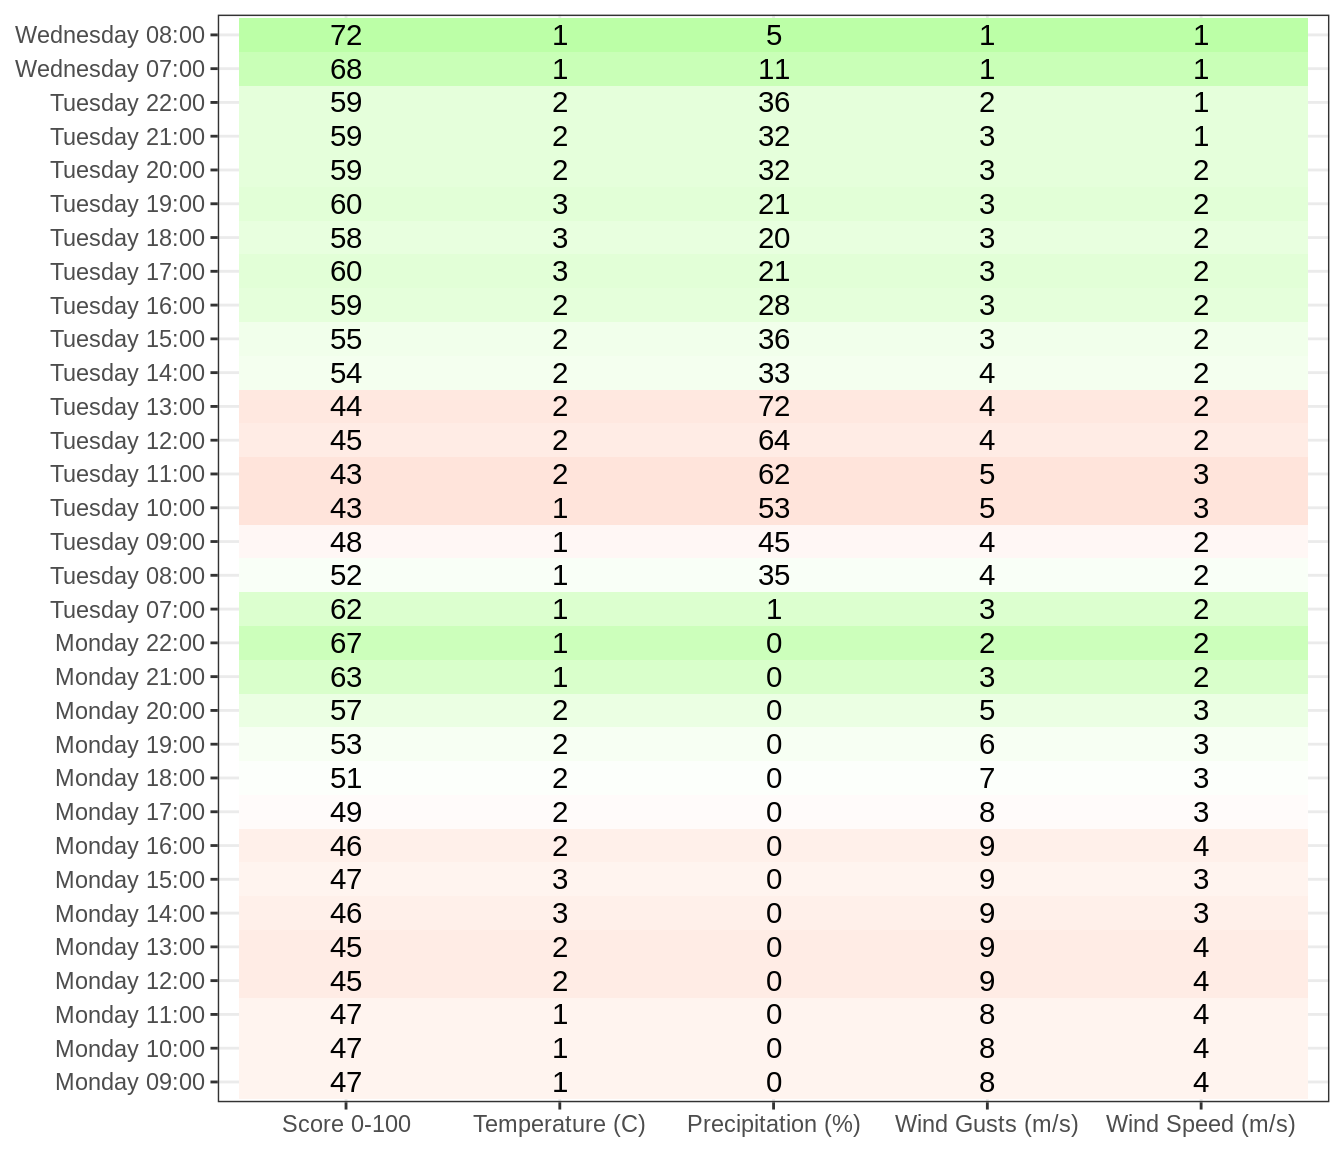 Wednesday 08:00 72 1 5 1 1
Wednesday 07:00 68 1 11 1 1
Tuesday 22:00 59 2 36 2 1
Tuesday 21:00 59 2 32 3 1
Tuesday 20:00 59 2 32 3 2
Tuesday 19:00 60 3 21 3 2
Tuesday 18:00 58 3 20 3 2
Tuesday 17:00 60 3 21 3 2
Tuesday 16:00 59 2 28 3 2
Tuesday 15:00 55 2 36 3 2
Tuesday 14:00 54 2 33 4 2
Tuesday 13:00 44 2 72 4 2
Tuesday 12:00 45 2 64 4 2
Tuesday 11:00 43 2 62 5 3
Tuesday 10:00 43 1 53 5 3
Tuesday 09:00 48 1 45 4 2
Tuesday 08:00 52 1 35 4 2
Tuesday 07:00 62 1 1 3 2
Monday 22:00 67 1 0 2 2
Monday 21:00 63 1 0 3 2
Monday 20:00 57 2 0 5 3
Monday 19:00 53 2 0 6 3
Monday 18:00 51 2 0 7 3
Monday 17:00 49 2 0 8 3
Monday 16:00 46 2 0 9 4
Monday 15:00 47 3 0 9 3
Monday 14:00 46 3 0 9 3
Monday 13:00 45 2 0 9 4
Monday 12:00 45 2 0 9 4
Monday 11:00 47 1 0 8 4
Monday 10:00 47 1 0 8 4
Monday 09:00 47 1 0 8 4
Score 0-100 Temperature (C) Precipitation (%) Wind Gusts (m/s) Wind Speed (m/s)